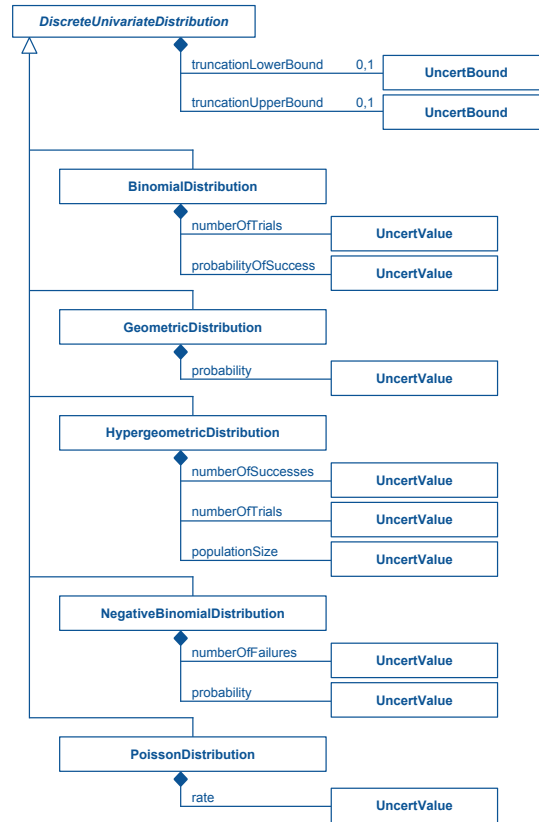 DiscreteUnivariateDistribution
truncationLowerBound 0,1 UncertBound
truncationUpperBound 0,1 UncertBound
BinomialDistribution
numberOfTrials UncertValue
probabilityOfSuccess UncertValue
GeometricDistribution
probability UncertValue
HypergeometricDistribution
numberOfSuccesses UncertValue
numberOfTrials UncertValue
populationSize UncertValue
NegativeBinomialDistribution
numberOfFailures UncertValue
probability UncertValue
PoissonDistribution
rate UncertValue